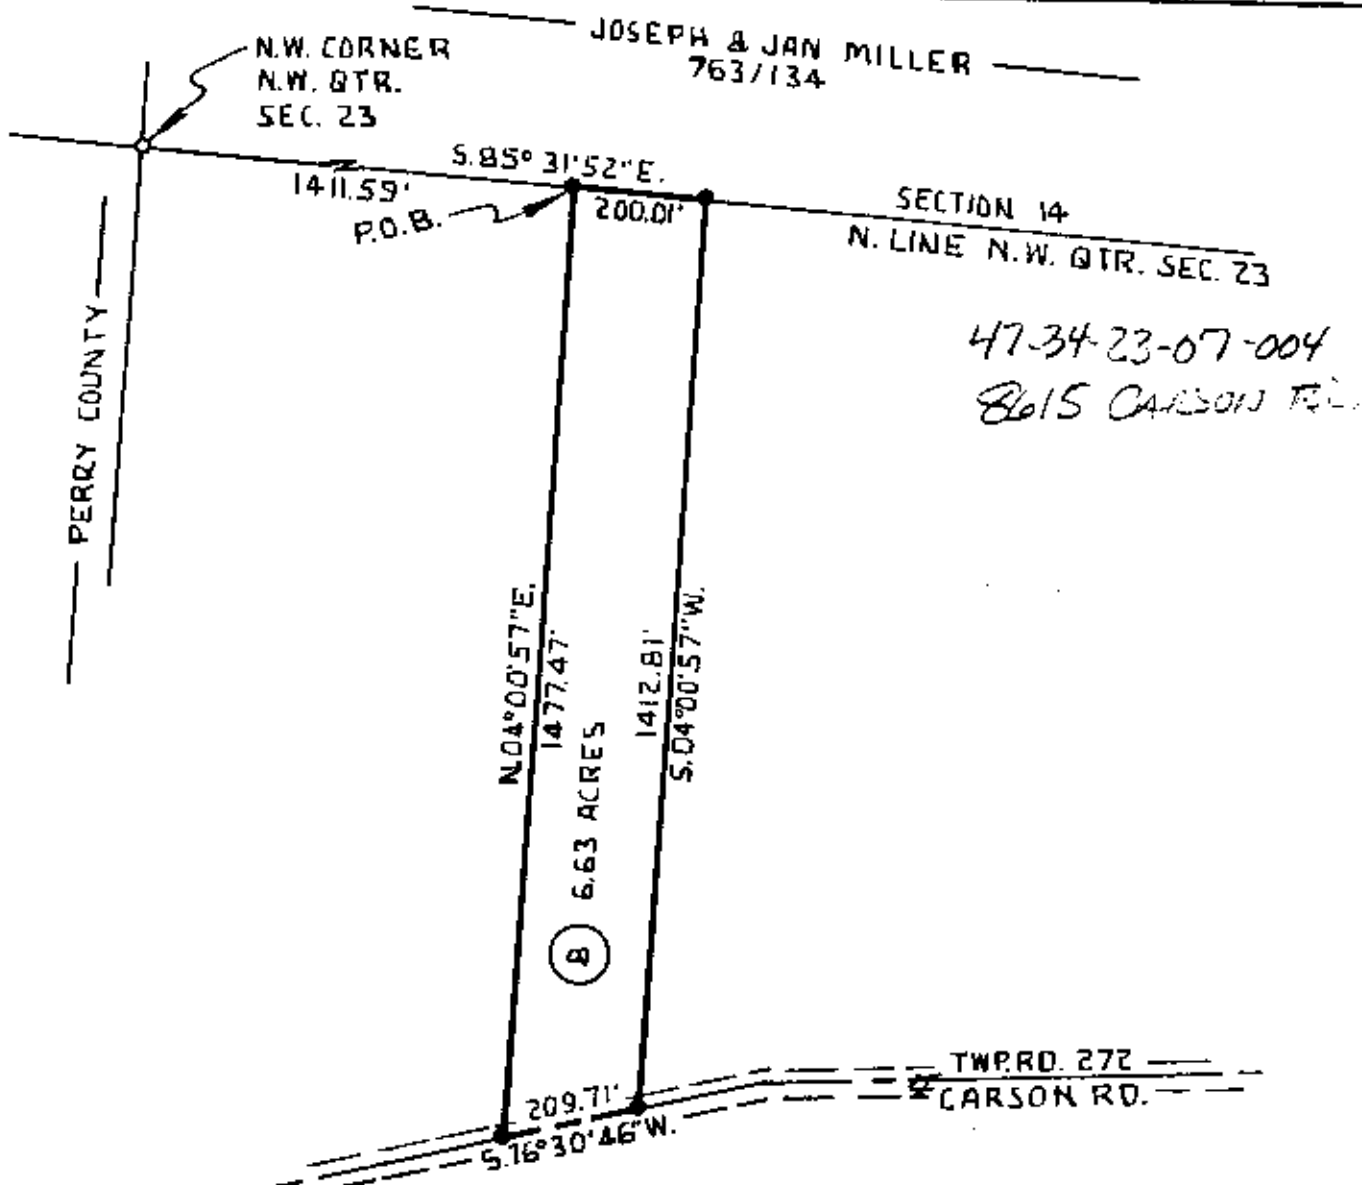 JOSEPH & JAN MILLER
763/134
N.W. CORNER
N.W. QTR.
SEC. 23
S.85° 31' 52" E.
1411.59'
200.01'
P.O.B.
SECTION 14
N. LINE N.W. QTR. SEC. 23
47-34-23-07-004
8615 CARSON
PERRY COUNTY
N.04°00'57"E.
1477.47'
1412.81'
S.04°00'57"W.
6.63 ACRES
TWP.RD. 272
CARSON RD.
209.71'
S.76°30'46"W.